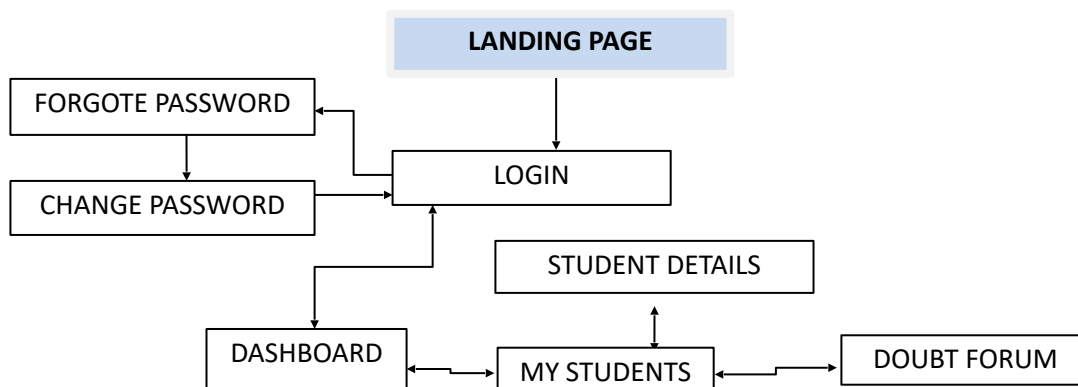 LANDING PAGE
FORGOTE PASSWORD
LOGIN
CHANGE PASSWORD
STUDENT DETAILS
DASHBOARD
MY STUDENTS
DOUBT FORUM